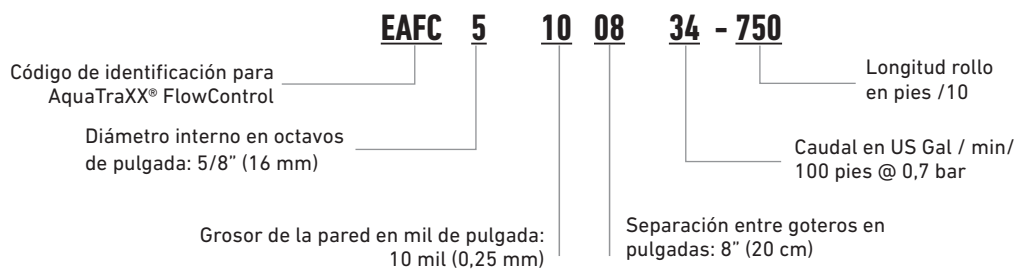 EAFC 5 10 08 34 - 750
Código de identificación para
AquaTraXX® FlowControl
Longitud rollo
en pies /10
Diámetro interno en octavos
de pulgada: 5/8” (16 mm)
Caudal en US Gal / min/
100 pies @ 0,7 bar
Grosor de la pared en mil de pulgada:
10 mil (0,25 mm)
Separación entre goteros en
pulgadas: 8” (20 cm)